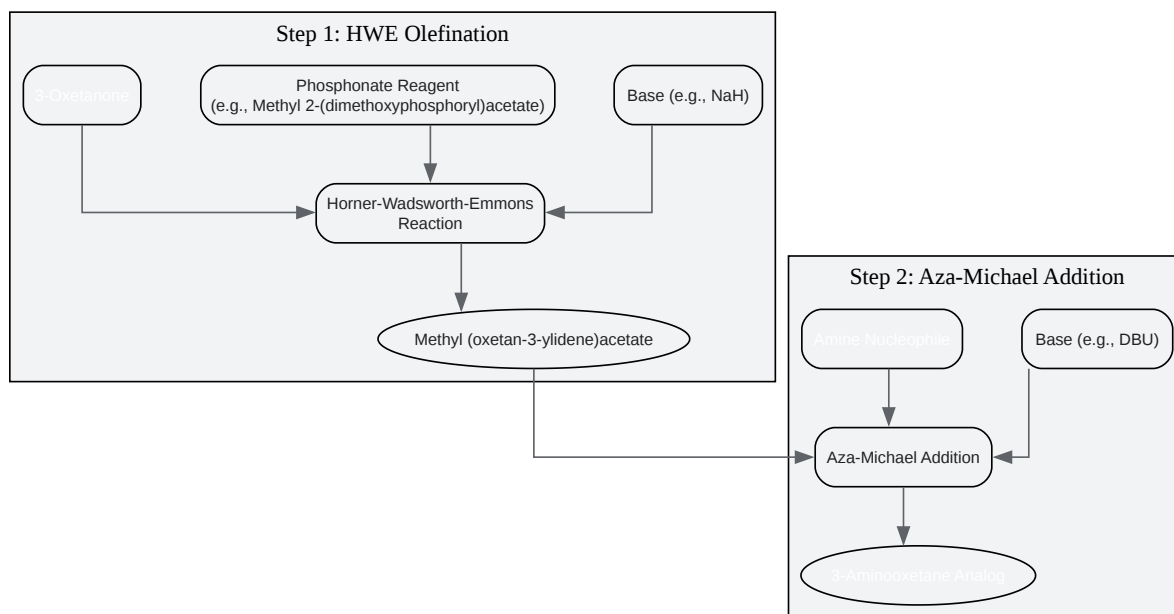 Step 1: HWE Olefination
3-Oxetanone
Phosphonate Reagent
(e.g., Methyl 2-(dimethoxyphosphoryl)acetate)
Base (e.g., NaH)
Horner-Wadsworth-Emmons
Reaction
Methyl (oxetan-3-ylidene)acetate
Step 2: Aza-Michael Addition
Amine Nucleophile
Base (e.g., DBU)
Aza-Michael Addition
3-Aminooxetane Analog